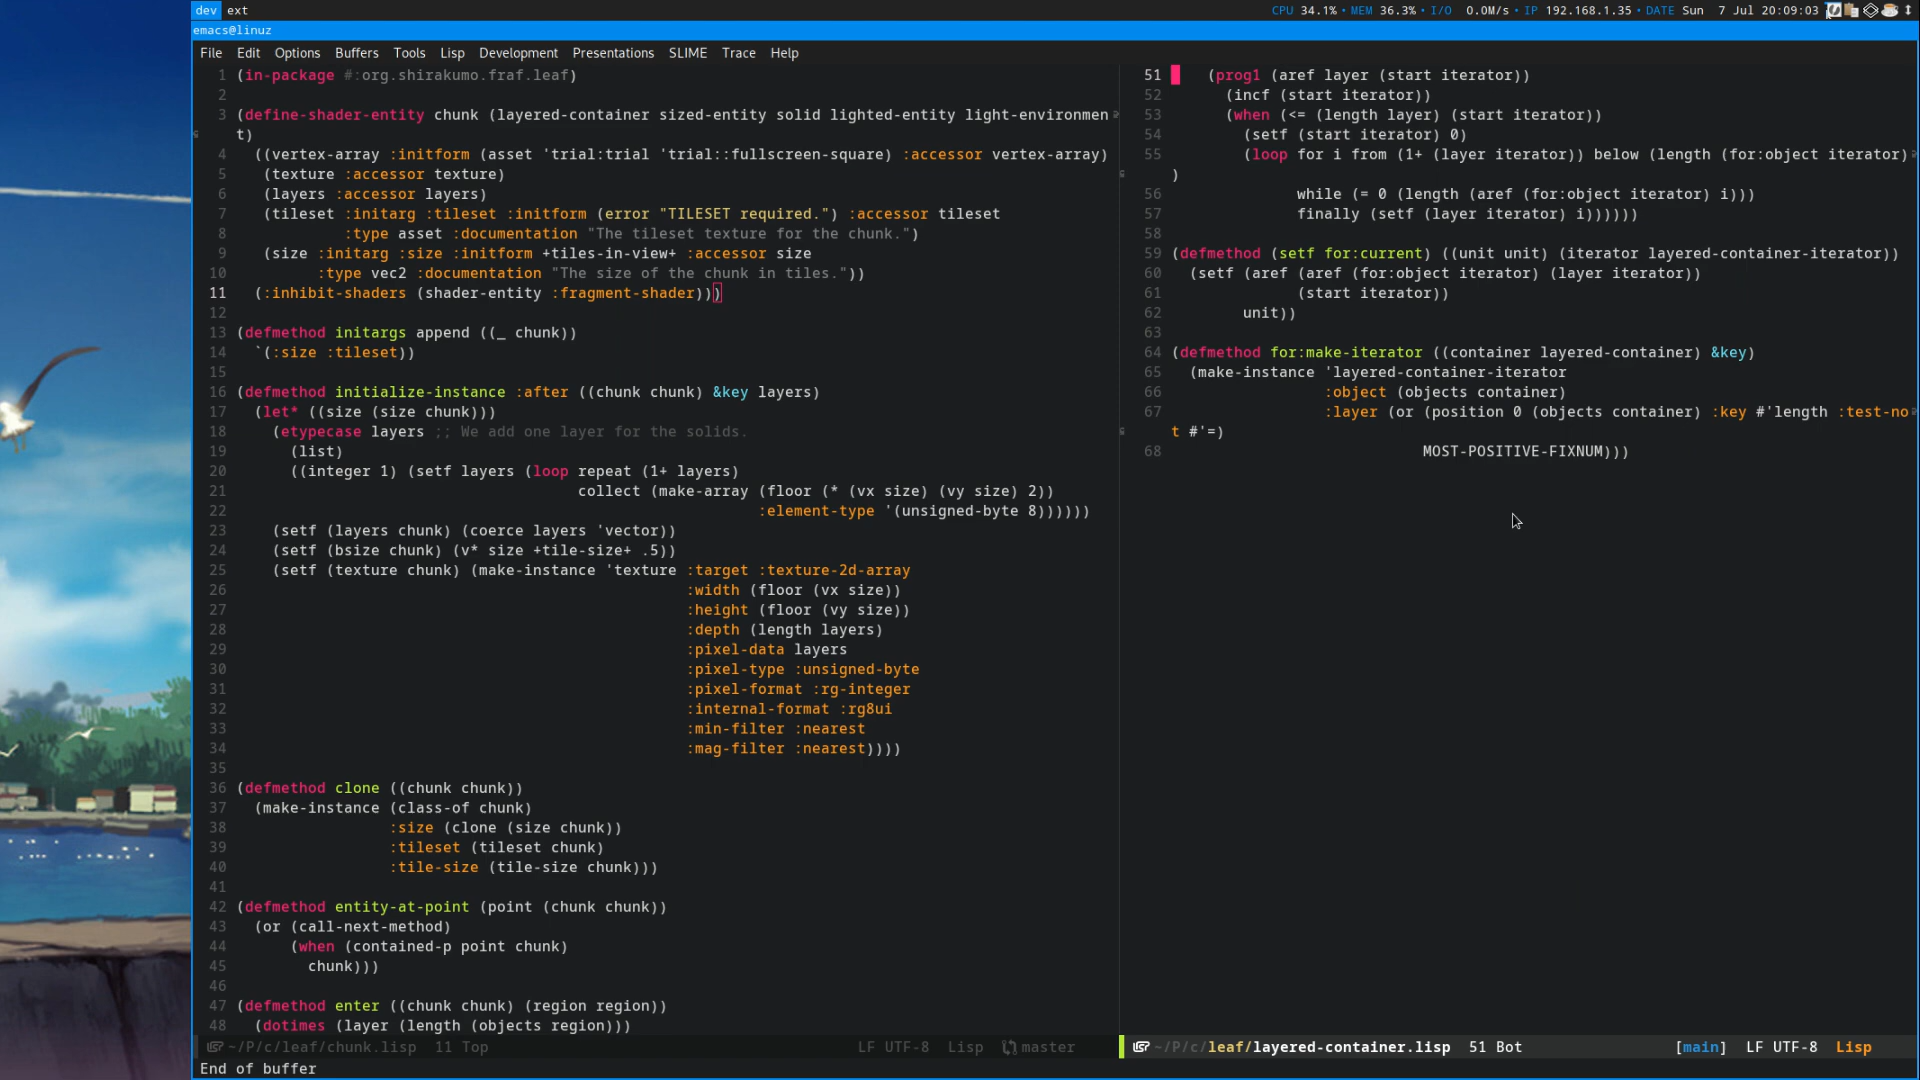 dev ext CPU 34.1% • MEM 36.3% • I/O 0.0M/s • IP 192.168.1.35 • DATE Sun 7 Jul 20:09:03
emacs@linuz
File Edit Options Buffers Tools Lisp Development Presentations SLIME Trace Help
1 (in-package #:org.shirakumo.fraf.leaf)
2
3 (define-shader-entity chunk (layered-container sized-entity solid lighted-entity light-environmen
t)
4   ((vertex-array :initform (asset 'trial:trial 'trial::fullscreen-square) :accessor vertex-array)
5    (texture :accessor texture)
6    (layers :accessor layers)
7    (tileset :initarg :tileset :initform (error "TILESET required.") :accessor tileset
8             :type asset :documentation "The tileset texture for the chunk.")
9    (size :initarg :size :initform +tiles-in-view+ :accessor size
10          :type vec2 :documentation "The size of the chunk in tiles."))
11   (:inhibit-shaders (shader-entity :fragment-shader)))
12
13 (defmethod initargs append ((_ chunk))
14   `(:size :tileset))
15
16 (defmethod initialize-instance :after ((chunk chunk) &key layers)
17   (let* ((size (size chunk)))
18     (etypecase layers ;; We add one layer for the solids.
19       (list)
20       ((integer 1) (setf layers (loop repeat (1+ layers)
21                                       collect (make-array (floor (* (vx size) (vy size) 2))
22                                                           :element-type '(unsigned-byte 8))))))
23     (setf (layers chunk) (coerce layers 'vector))
24     (setf (bsize chunk) (v* size +tile-size+ .5))
25     (setf (texture chunk) (make-instance 'texture :target :texture-2d-array
26                                                   :width (floor (vx size))
27                                                   :height (floor (vy size))
28                                                   :depth (length layers)
29                                                   :pixel-data layers
30                                                   :pixel-type :unsigned-byte
31                                                   :pixel-format :rg-integer
32                                                   :internal-format :rg8ui
33                                                   :min-filter :nearest
34                                                   :mag-filter :nearest))))
35
36 (defmethod clone ((chunk chunk))
37   (make-instance (class-of chunk)
38                  :size (clone (size chunk))
39                  :tileset (tileset chunk)
40                  :tile-size (tile-size chunk)))
41
42 (defmethod entity-at-point (point (chunk chunk))
43   (or (call-next-method)
44       (when (contained-p point chunk)
45         chunk)))
46
47 (defmethod enter ((chunk chunk) (region region))
48   (dotimes (layer (length (objects region)))
~/P/c/leaf/chunk.lisp 11 Top LF UTF-8 Lisp master
51     (prog1 (aref layer (start iterator))
52       (incf (start iterator))
53       (when (<= (length layer) (start iterator))
54         (setf (start iterator) 0)
55         (loop for i from (1+ (layer iterator)) below (length (for:object iterator)
)
56               while (= 0 (length (aref (for:object iterator) i)))
57               finally (setf (layer iterator) i))))))
58
59 (defmethod (setf for:current) ((unit unit) (iterator layered-container-iterator))
60   (setf (aref (aref (for:object iterator) (layer iterator))
61               (start iterator))
62         unit))
63
64 (defmethod for:make-iterator ((container layered-container) &key)
65   (make-instance 'layered-container-iterator
66                  :object (objects container)
67                  :layer (or (position 0 (objects container) :key #'length :test-no
t #'=)
68                             MOST-POSITIVE-FIXNUM)))
~/P/c/leaf/layered-container.lisp 51 Bot [main] LF UTF-8 Lisp
End of buffer